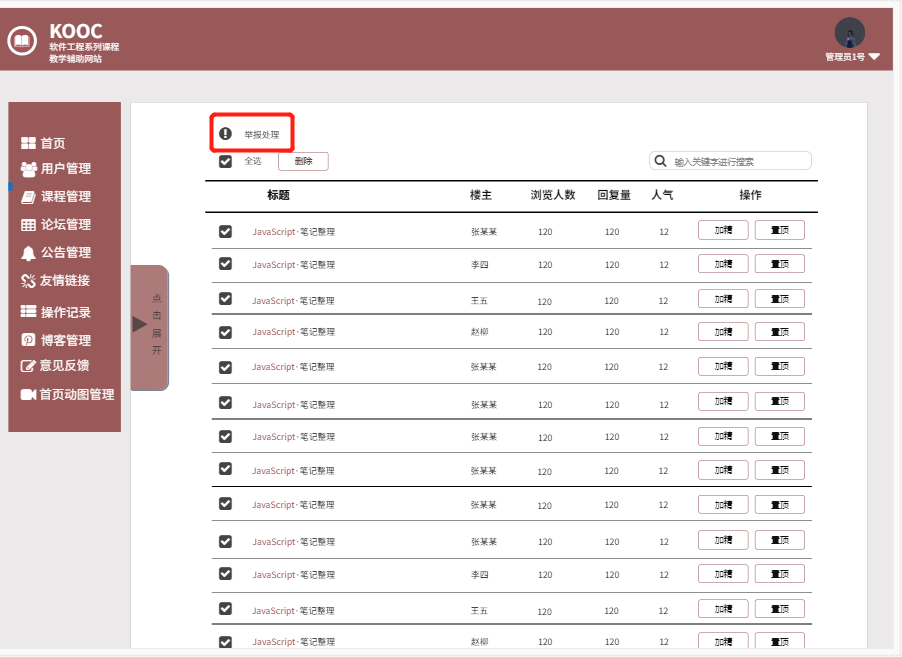 KOOC
软件工程系列课程
教学辅助网站
管理员1号
首页
用户管理
课程管理
论坛管理
公告管理
友情链接
操作记录
博客管理
意见反馈
首页动图管理
点击展开
举报处理
全选 删除 输入关键字进行搜索
标题 楼主 浏览人数 回复量 人气 操作
JavaScript·笔记整理 张某某 120 120 12 加精 置顶
JavaScript·笔记整理 李四 120 120 12 加精 置顶
JavaScript·笔记整理 王五 120 120 12 加精 置顶
JavaScript·笔记整理 赵柳 120 120 12 加精 置顶
JavaScript·笔记整理 张某某 120 120 12 加精 置顶
JavaScript·笔记整理 张某某 120 120 12 加精 置顶
JavaScript·笔记整理 张某某 120 120 12 加精 置顶
JavaScript·笔记整理 张某某 120 120 12 加精 置顶
JavaScript·笔记整理 张某某 120 120 12 加精 置顶
JavaScript·笔记整理 张某某 120 120 12 加精 置顶
JavaScript·笔记整理 李四 120 120 12 加精 置顶
JavaScript·笔记整理 王五 120 120 12 加精 置顶
JavaScript·笔记整理 赵柳 120 120 12 加精 置顶